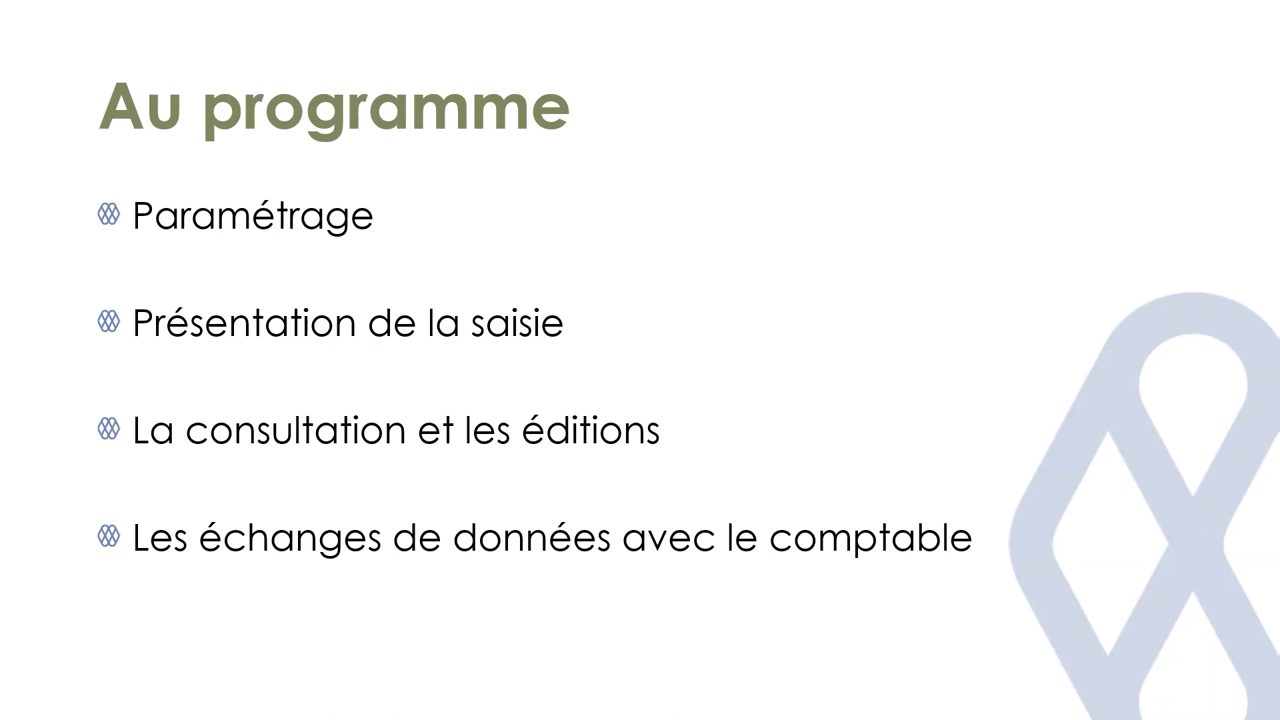 Au programme
Paramétrage
Présentation de la saisie
La consultation et les éditions
Les échanges de données avec le comptable